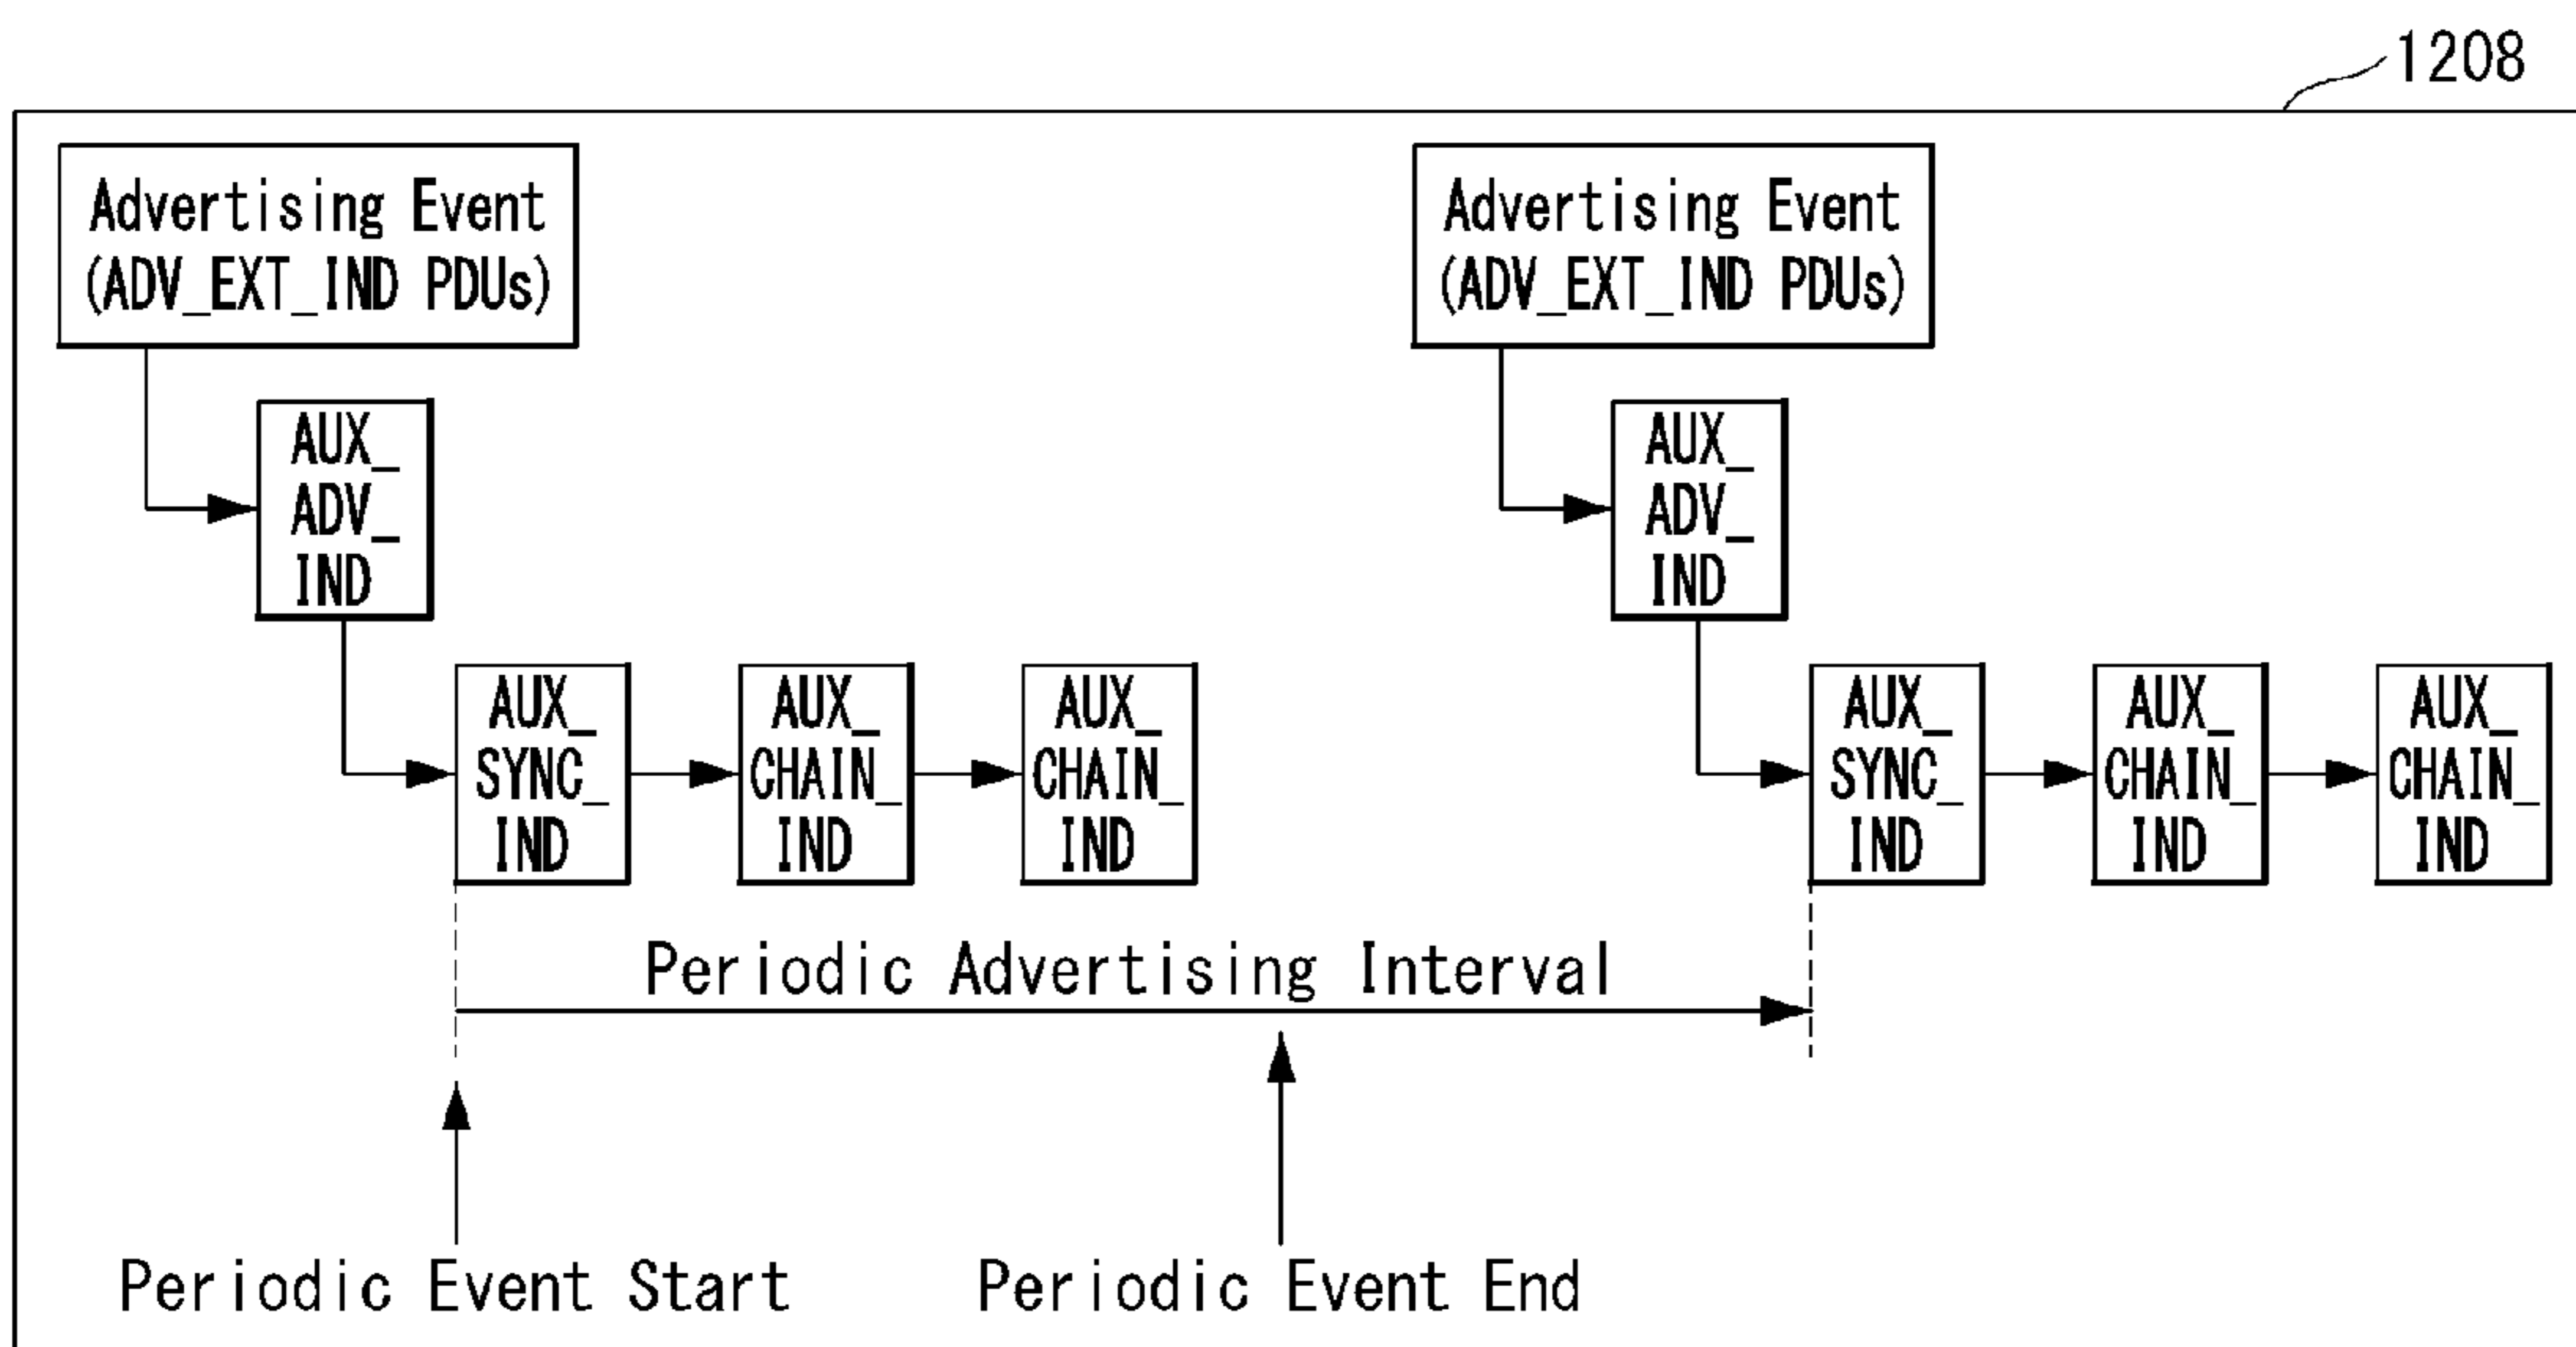 1208
Advertising Event
(ADV_EXT_IND PDUs)
Advertising Event
(ADV_EXT_IND PDUs)
AUX_
ADV_
IND
AUX_
ADV_
IND
AUX_
SYNC_
IND
AUX_
CHAIN_
IND
AUX_
CHAIN_
IND
AUX_
SYNC_
IND
AUX_
CHAIN_
IND
AUX_
CHAIN_
IND
Periodic Advertising Interval
Periodic Event Start
Periodic Event End